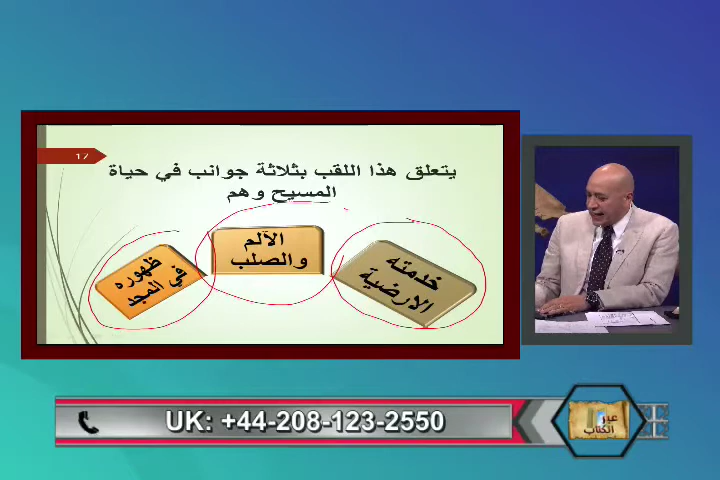 17
يتعلق هذا اللقب بثلاثة جوانب في حياة
المسيح وهم
خدمته
الارضية
الآلم
والصلب
ظهوره
في المجد
UK: +44-208-123-2550
عبر
الكتاب